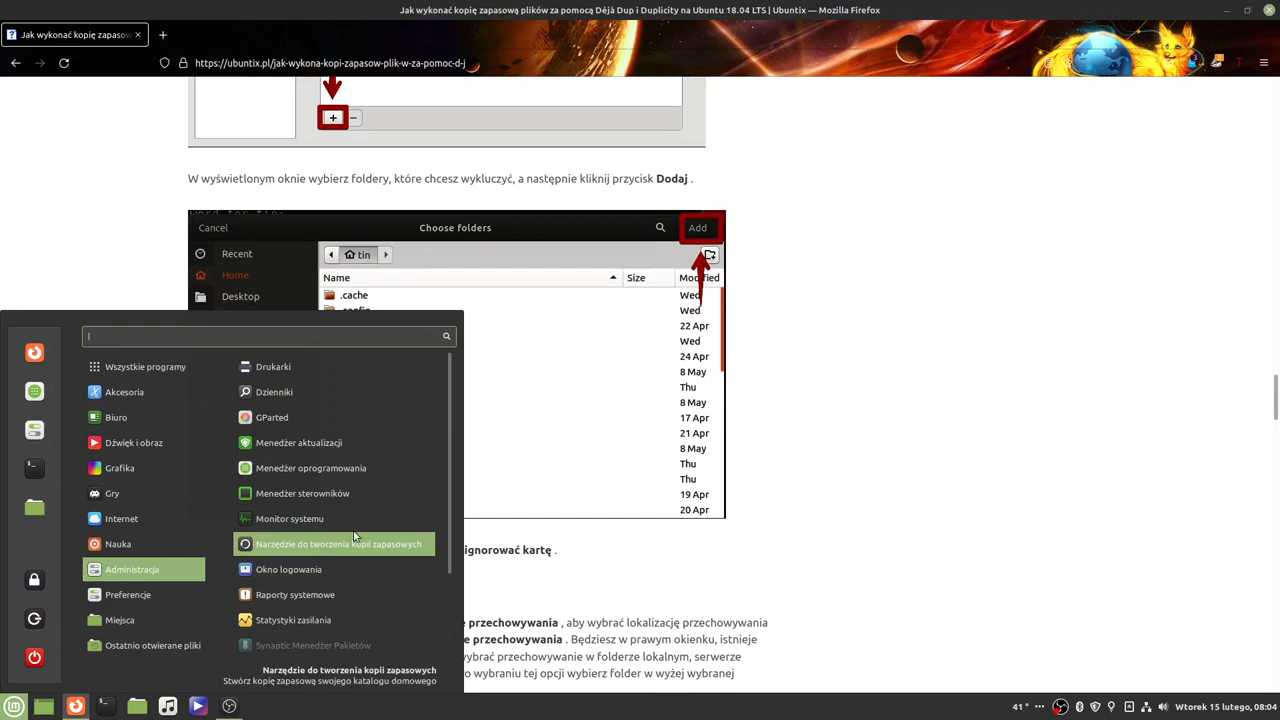 Jak wykonać kopię zapasową plików za pomocą Déjà Dup i Duplicity na Ubuntu 18.04 LTS | Ubuntix — Mozilla Firefox
Jak wykonać kopię zapasow
https://ubuntix.pl/jak-wykona-kopi-zapasow-plik-w-za-pomoc-d-j
3
+ −
W wyświetlonym oknie wybierz foldery, które chcesz wykluczyć, a następnie kliknij przycisk Dodaj .
Cancel
Choose folders
Add
Recent
tin
Home
Name
Size
Modified
Desktop
.cache
Wed
.config
Wed
22 Apr
Wed
24 Apr
8 May
Thu
8 May
17 Apr
21 Apr
8 May
Thu
Thu
19 Apr
20 Apr
Wszystkie programy
Akcesoria
Biuro
Dźwięk i obraz
Grafika
Gry
Internet
Nauka
Administracja
Preferencje
Miejsca
Ostatnio otwierane pliki
Drukarki
Dzienniki
GParted
Menedżer aktualizacji
Menedżer oprogramowania
Menedżer sterowników
Monitor systemu
Narzędzie do tworzenia kopii zapasowych
Okno logowania
Raporty systemowe
Statystyki zasilania
Synaptic Menedżer Pakietów
Narzędzie do tworzenia kopii zapasowych
Stwórz kopię zapasową swojego katalogu domowego
ignorować kartę .
przechowywania , aby wybrać lokalizację przechowywania
przechowywania . Będziesz w prawym okienku, istnieje
wybrać przechowywanie w folderze lokalnym, serwerze
o wybraniu tej opcji wybierz folder w wyżej wybranej
41° Wtorek 15 lutego, 08:04